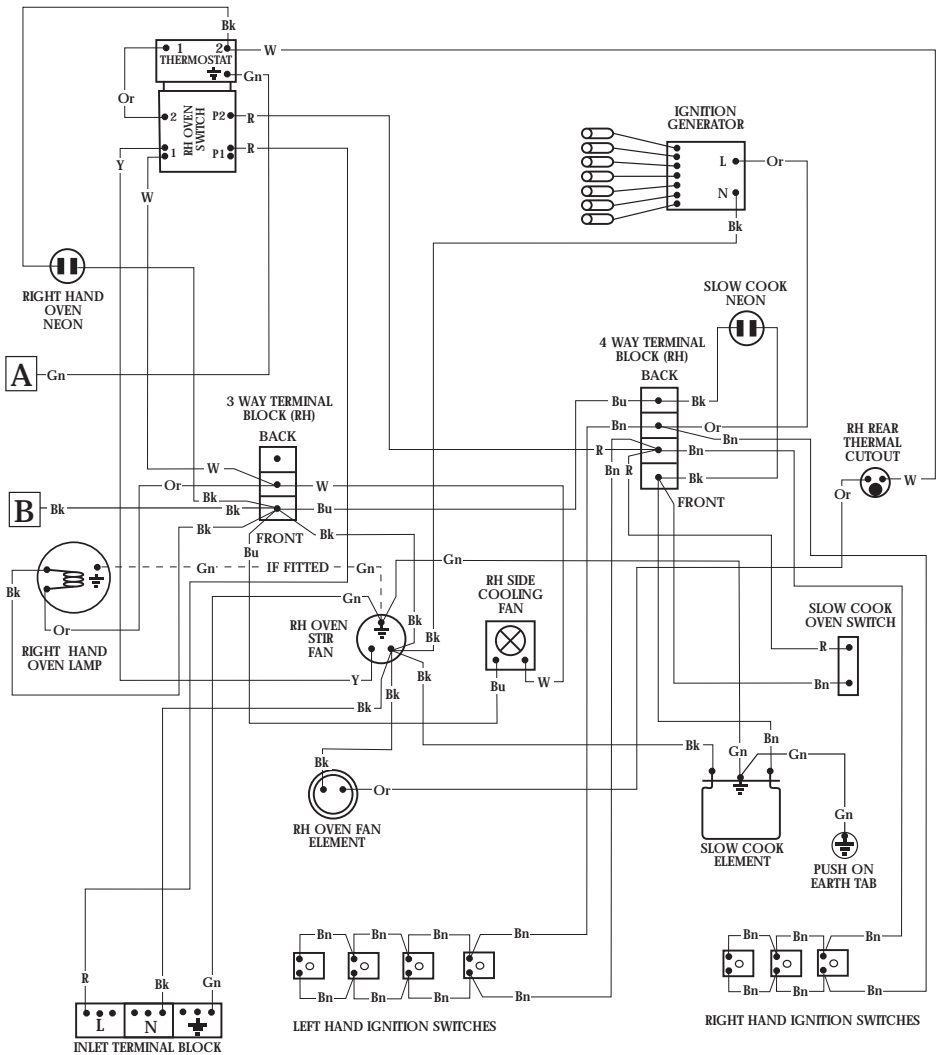 Bk
1 2
THERMOSTAT
W
Gn
Or
2
P2
R
RH OVEN
SWITCH
1
P1
R
Y
W
IGNITION
GENERATOR
L
Or
N
Bk
RIGHT HAND
OVEN
NEON
SLOW COOK
NEON
A
Gn
4 WAY TERMINAL
BLOCK (RH)
BACK
3 WAY TERMINAL
BLOCK (RH)
BACK
Bu
Bk
Bn
Or
Bn
R
Bn
Bn
R
Bk
FRONT
RH REAR
THERMAL
CUTOUT
W
Or
W
Or
W
Bk
B
Bk
Bk
Bu
Bk
FRONT
Bk
Bu
Gn
IF FITTED
Gn
Gn
Bk
Gn
Or
RIGHT HAND
OVEN LAMP
RH OVEN
STIR
FAN
Bk
Bk
RH SIDE
COOLING
FAN
SLOW COOK
OVEN SWITCH
R
Bn
Y
Bk
Bk
Bu
W
Bk
Bk
Gn
Bn
Gn
Bk
Or
RH OVEN FAN
ELEMENT
Gn
SLOW COOK
ELEMENT
PUSH ON
EARTH TAB
Bn
Bn
Bn
Bn
Bn
Bn
Bn
Bn
LEFT HAND IGNITION SWITCHES
Bn
Bn
Bn
Bn
Bn
Bn
RIGHT HAND IGNITION SWITCHES
R
Bk
Gn
L
N
INLET TERMINAL BLOCK